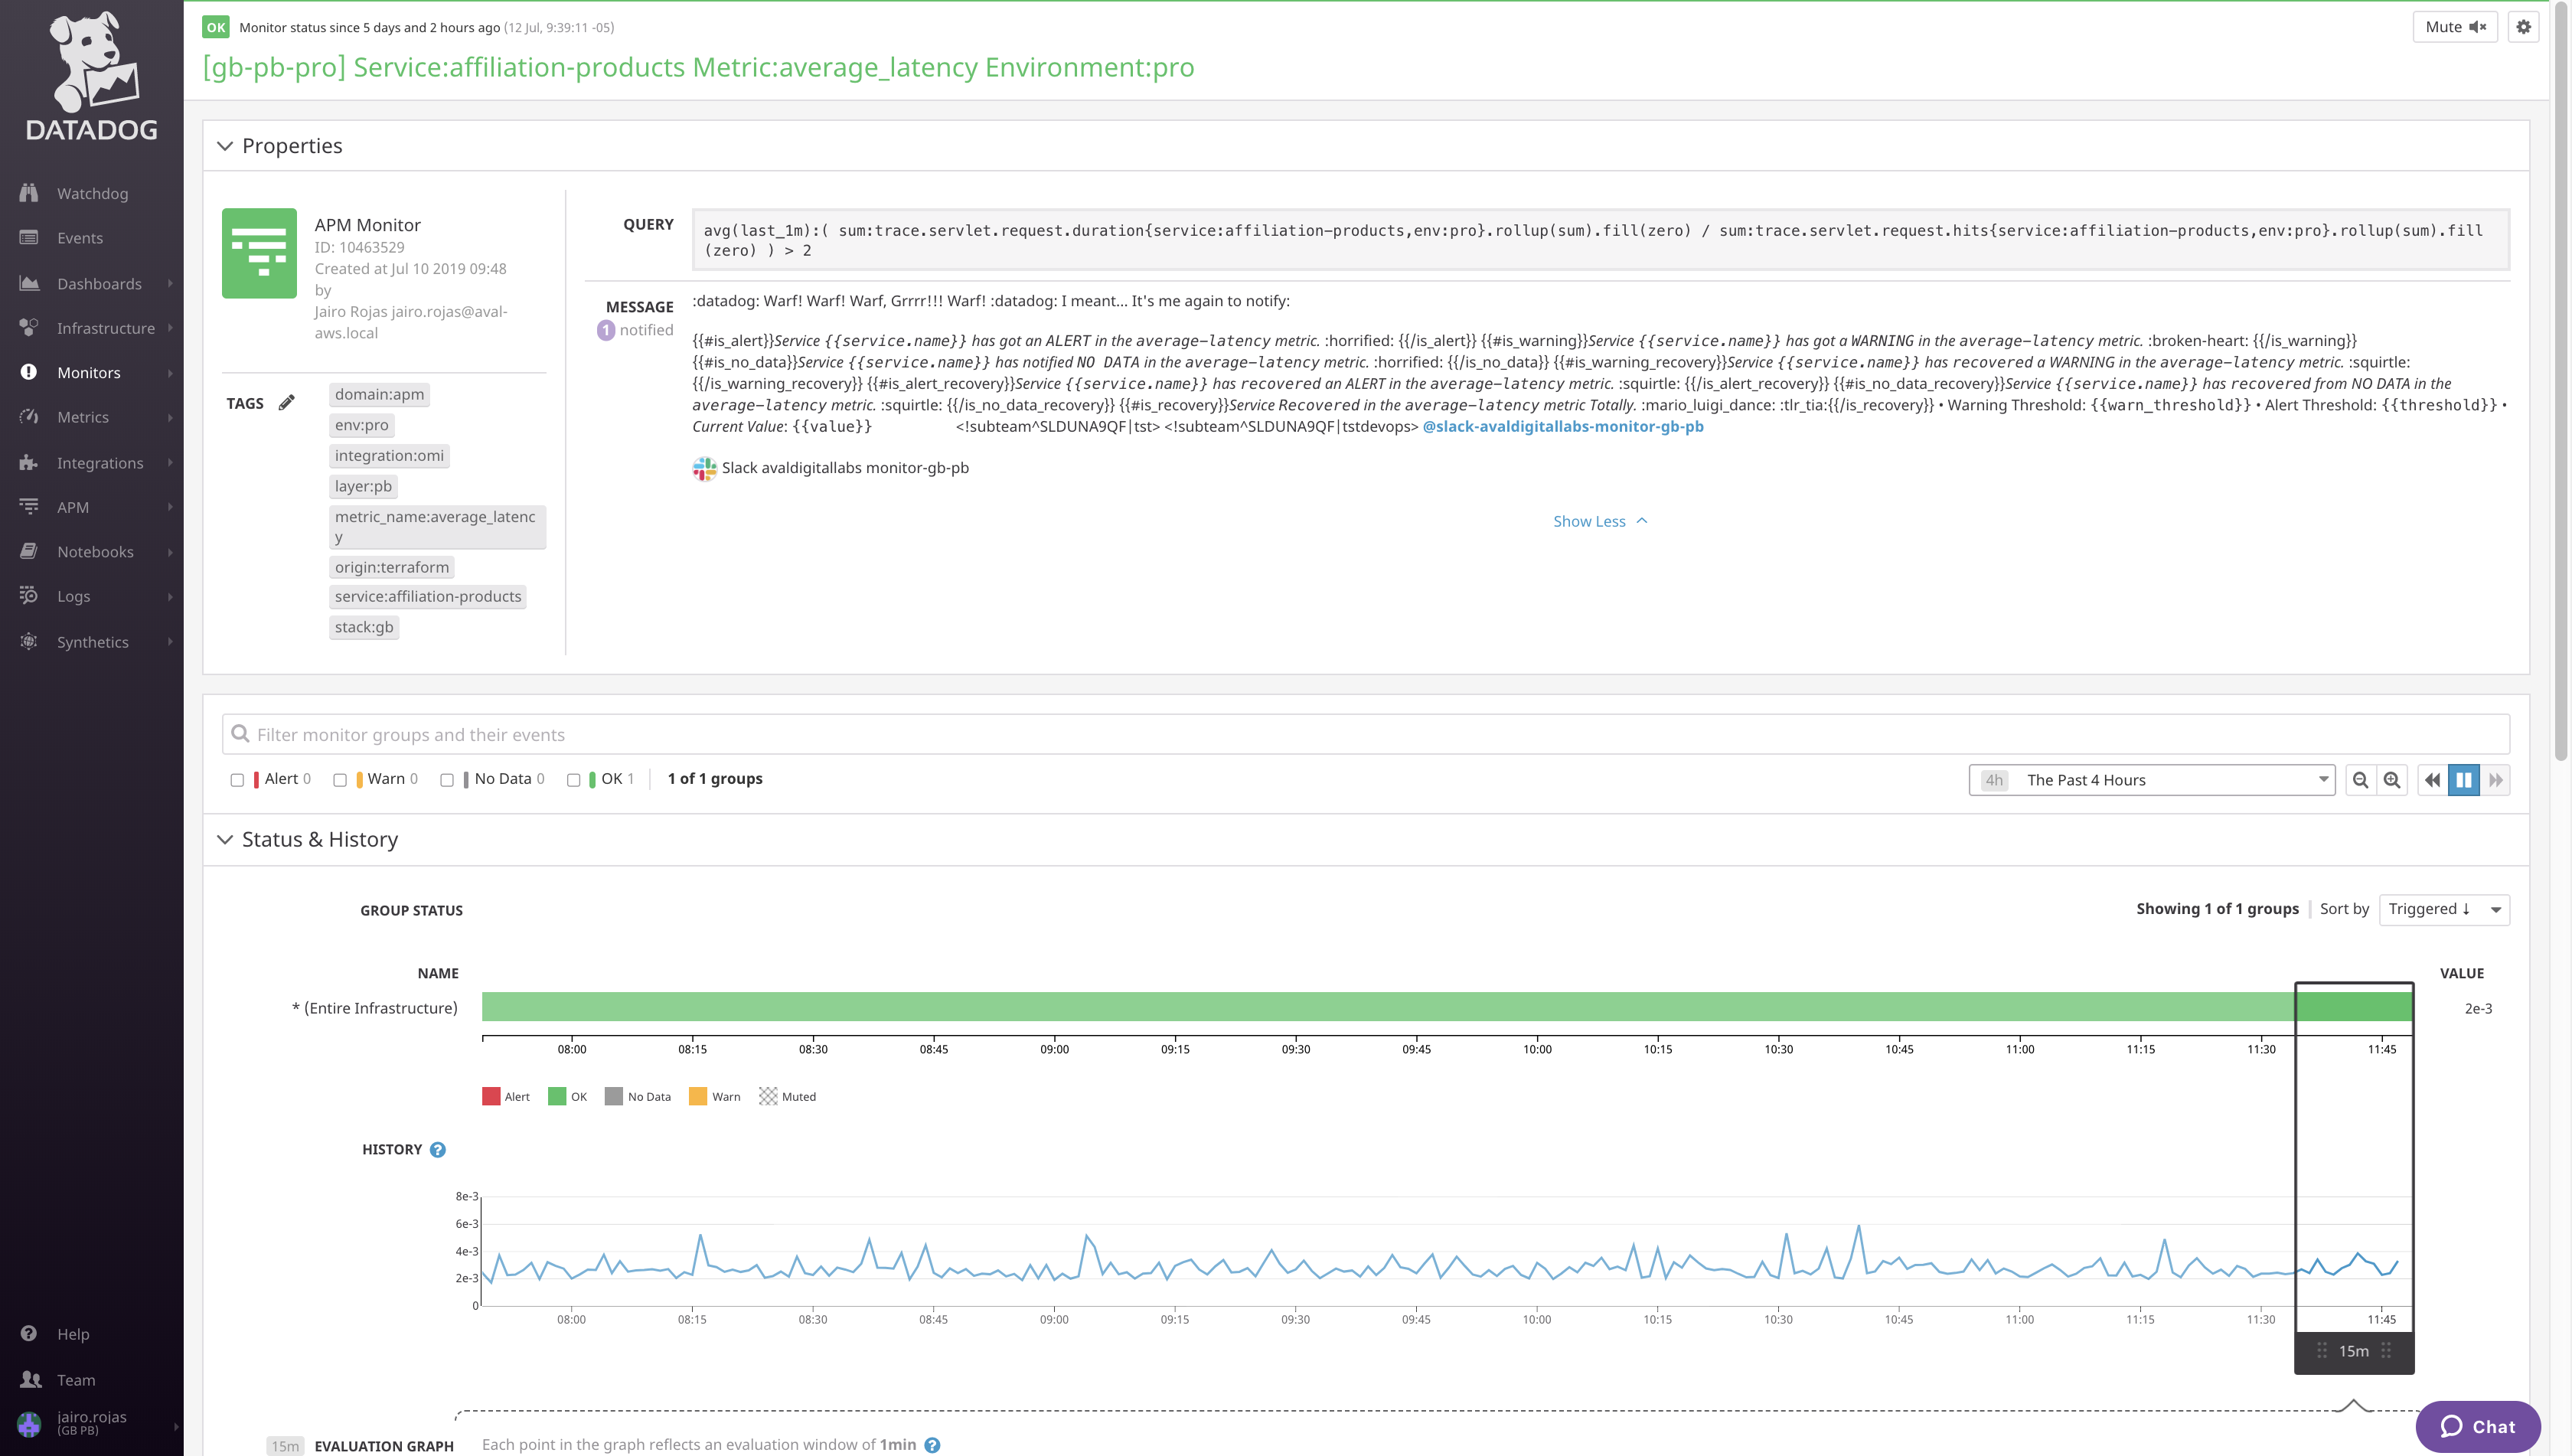 DATADOG
Watchdog
Events
Dashboards
Infrastructure
Monitors
Metrics
Integrations
APM
Notebooks
Logs
Synthetics
Help
Team
jairo.rojas
(GB PB)
OK Monitor status since 5 days and 2 hours ago (12 Jul, 9:39:11 -05)
Mute
[gb-pb-pro] Service:affiliation-products Metric:average_latency Environment:pro
Properties
APM Monitor
ID: 10463529
Created at Jul 10 2019 09:48
by
Jairo Rojas jairo.rojas@aval-
aws.local
TAGS
domain:apm
env:pro
integration:omi
layer:pb
metric_name:average_latenc
y
origin:terraform
service:affiliation-products
stack:gb
QUERY
avg(last_1m):( sum:trace.servlet.request.duration{service:affiliation-products,env:pro}.rollup(sum).fill(zero) / sum:trace.servlet.request.hits{service:affiliation-products,env:pro}.rollup(sum).fill
(zero) ) > 2
MESSAGE
1 notified
:datadog: Warf! Warf! Warf, Grrrr!!! Warf! :datadog: I meant... It's me again to notify:
{{#is_alert}}Service {{service.name}} has got an ALERT in the average-latency metric. :horrified: {{/is_alert}} {{#is_warning}}Service {{service.name}} has got a WARNING in the average-latency metric. :broken-heart: {{/is_warning}}
{{#is_no_data}}Service {{service.name}} has notified NO DATA in the average-latency metric. :horrified: {{/is_no_data}} {{#is_warning_recovery}}Service {{service.name}} has recovered a WARNING in the average-latency metric. :squirtle:
{{/is_warning_recovery}} {{#is_alert_recovery}}Service {{service.name}} has recovered an ALERT in the average-latency metric. :squirtle: {{/is_alert_recovery}} {{#is_no_data_recovery}}Service {{service.name}} has recovered from NO DATA in the
average-latency metric. :squirtle: {{/is_no_data_recovery}} {{#is_recovery}}Service Recovered in the average-latency metric Totally. :mario_luigi_dance: :tlr_tia:{{/is_recovery}} • Warning Threshold: {{warn_threshold}} • Alert Threshold: {{threshold}} •
Current Value: {{value}} <!subteam^SLDUNA9QF|tst> <!subteam^SLDUNA9QF|tstdevops> @slack-avaldigitallabs-monitor-gb-pb
Slack avaldigitallabs monitor-gb-pb
Show Less
Filter monitor groups and their events
Alert 0 Warn 0 No Data 0 OK 1 1 of 1 groups
4h The Past 4 Hours
Status & History
GROUP STATUS
Showing 1 of 1 groups Sort by Triggered ↓
NAME
VALUE
* (Entire Infrastructure)
2e-3
08:00 08:15 08:30 08:45 09:00 09:15 09:30 09:45 10:00 10:15 10:30 10:45 11:00 11:15 11:30 11:45
Alert OK No Data Warn Muted
HISTORY ?
8e-3
6e-3
4e-3
2e-3
0
08:00 08:15 08:30 08:45 09:00 09:15 09:30 09:45 10:00 10:15 10:30 10:45 11:00 11:15 11:30 11:45
15m
15m EVALUATION GRAPH Each point in the graph reflects an evaluation window of 1min ?
Chat